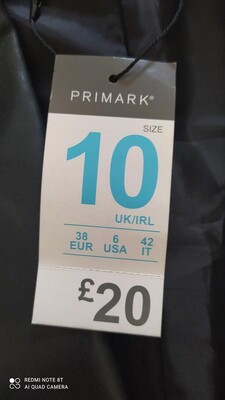 PRIMARK®
SIZE
10
UK/IRL
38 6 42
EUR USA IT
£20
REDMI NOTE 8T
AI QUAD CAMERA